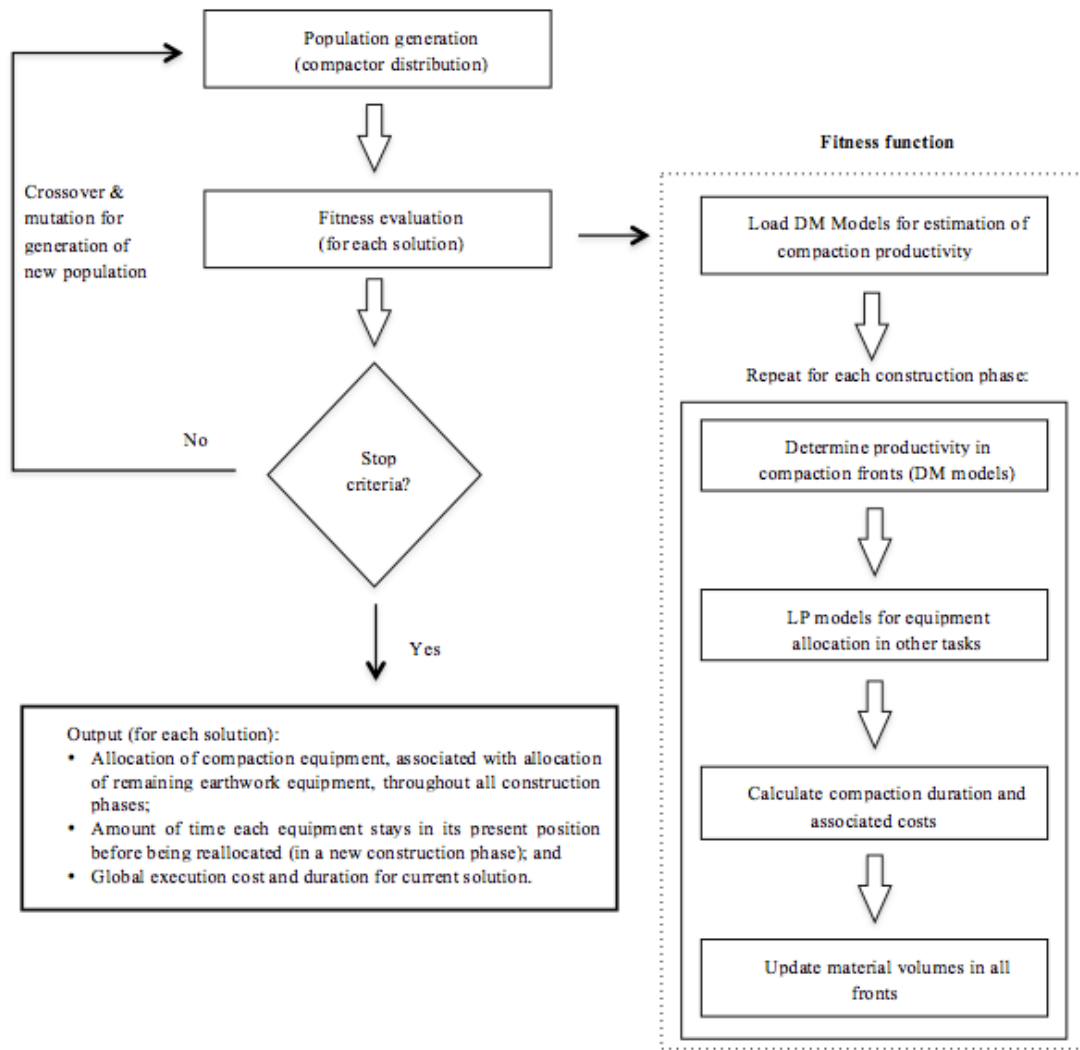 Population generation
(compactor distribution)
Crossover &
mutation for
generation of
new population
Fitness evaluation
(for each solution)
No
Stop
criteria?
Yes
Output (for each solution):
• Allocation of compaction equipment, associated with allocation
of remaining earthwork equipment, throughout all construction
phases;
• Amount of time each equipment stays in its present position
before being reallocated (in a new construction phase); and
• Global execution cost and duration for current solution.
Fitness function
Load DM Models for estimation of
compaction productivity
Repeat for each construction phase:
Determine productivity in
compaction fronts (DM models)
LP models for equipment
allocation in other tasks
Calculate compaction duration and
associated costs
Update material volumes in all
fronts